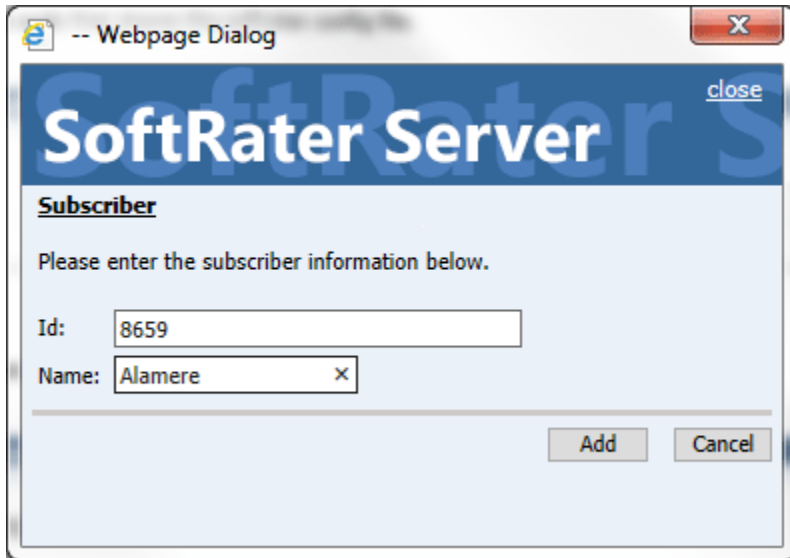 -- Webpage Dialog
close
SoftRater Server
Subscriber
Please enter the subscriber information below.
Id: 8659
Name: Alamere
Add Cancel